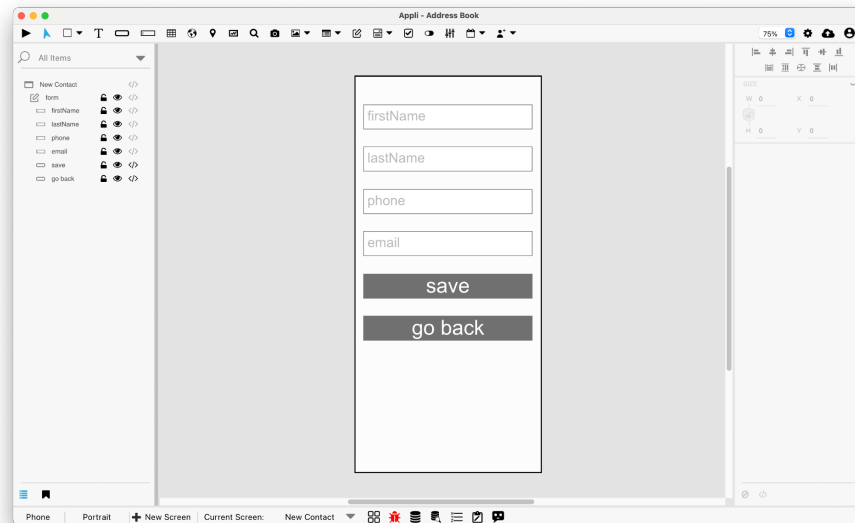 Appli - Address Book
T
75%
All Items
New Contact
form
firstName
lastName
phone
email
save
go back
firstName
lastName
phone
email
save
go back
SIZE
W 0 X 0
H 0 Y 0
Phone Portrait New Screen Current Screen: New Contact